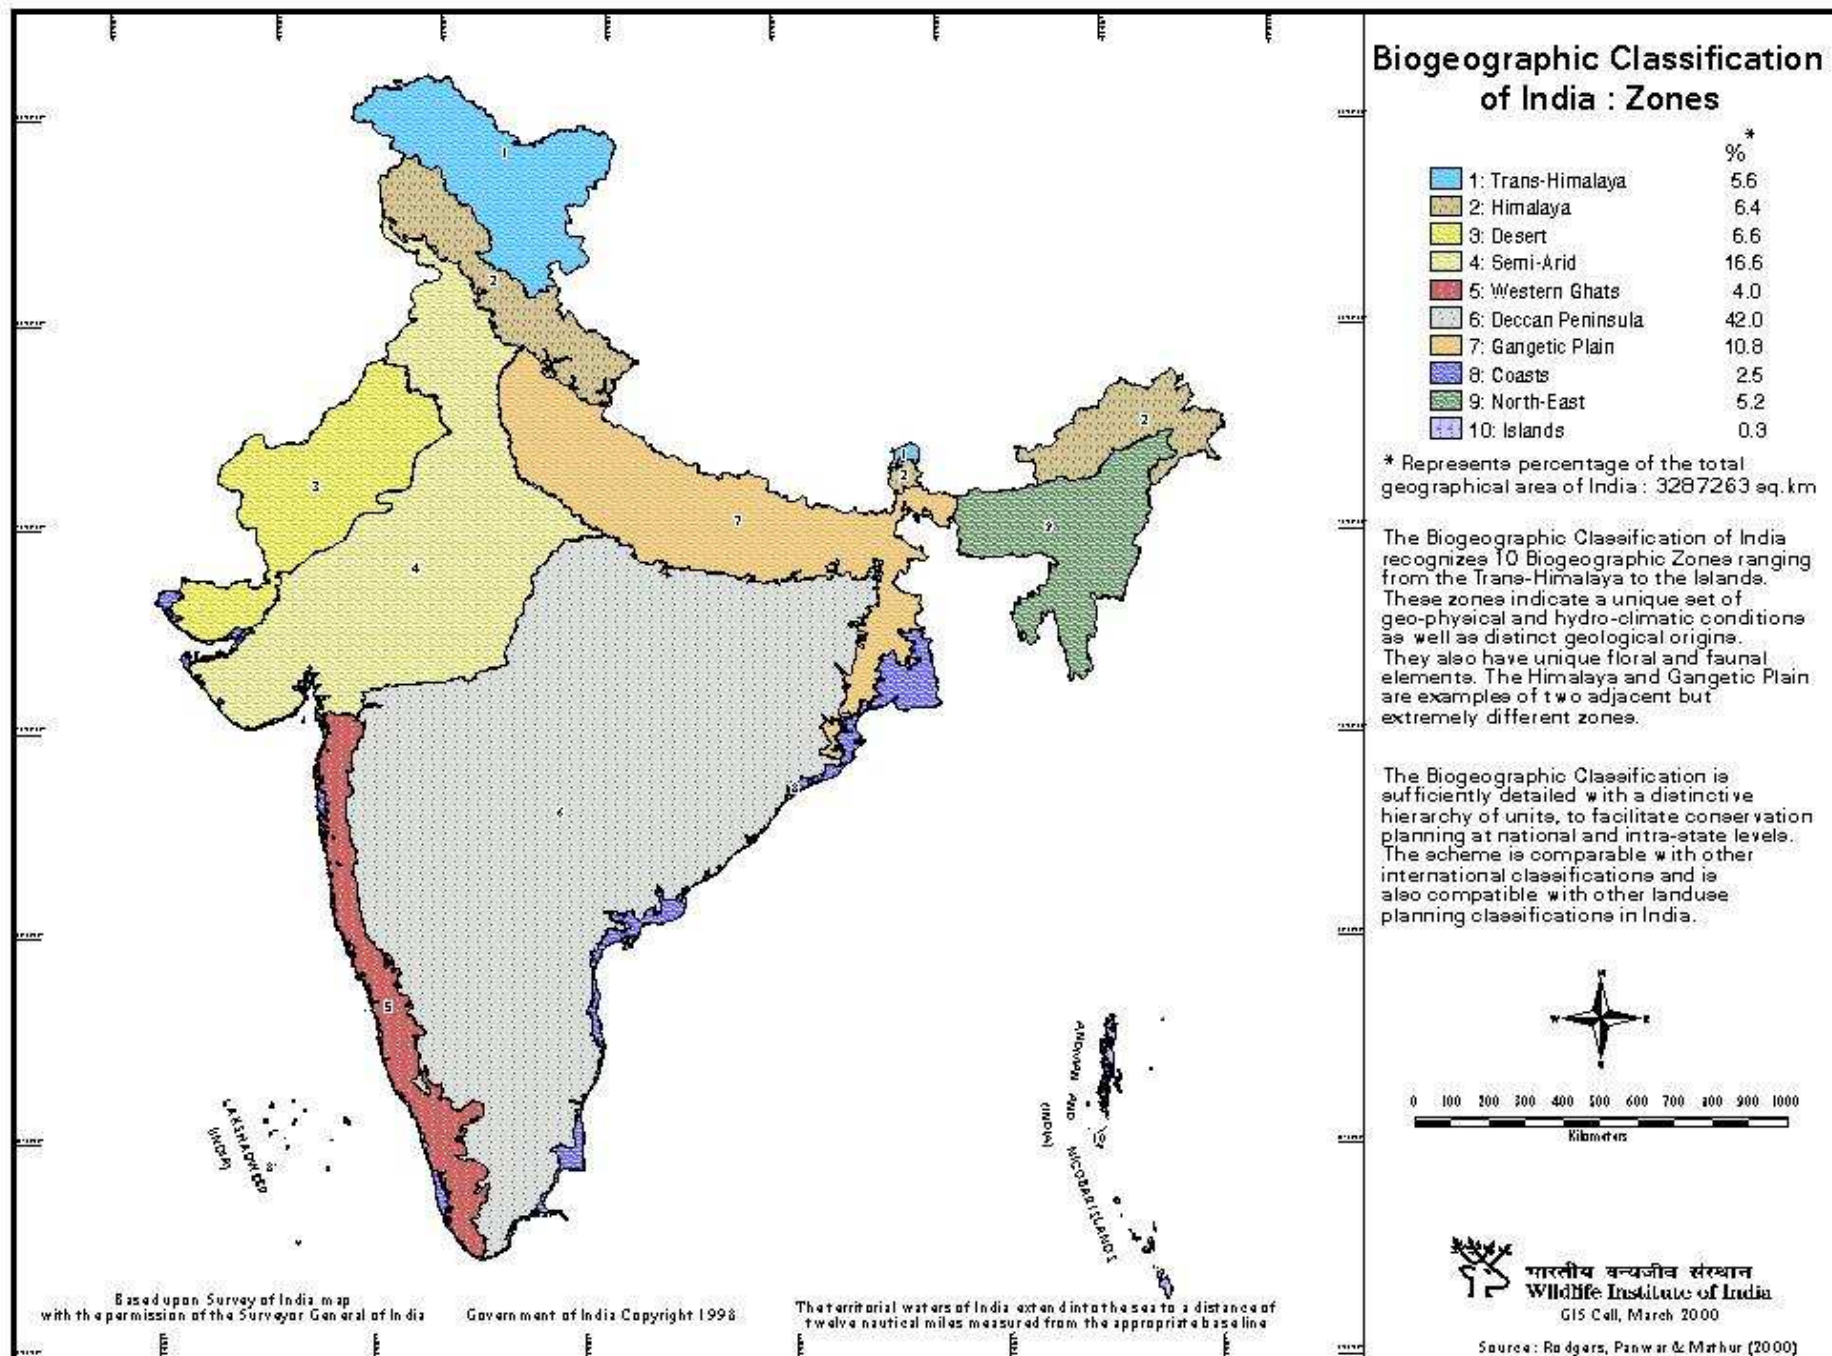 Biogeographic Classification
of India : Zones
*
%
1: Trans-Himalaya 5.6
2: Himalaya 6.4
3: Desert 6.6
4: Semi-Arid 16.6
5: Western Ghats 4.0
6: Deccan Peninsula 42.0
7: Gangetic Plain 10.8
8: Coasts 2.5
9: North-East 5.2
10: Islands 0.3
* Represents percentage of the total
geographical area of India : 3287263 sq.km
The Biogeographic Classification of India
recognizes 10 Biogeographic Zones ranging
from the Trans-Himalaya to the Islands.
These zones indicate a unique set of
geo-physical and hydro-climatic conditions
as well as distinct geological origins.
They also have unique floral and faunal
elements. The Himalaya and Gangetic Plain
are examples of two adjacent but
extremely different zones.
The Biogeographic Classification is
sufficiently detailed with a distinctive
hierarchy of units, to facilitate conservation
planning at national and intra-state levels.
The scheme is comparable with other
international classifications and is
also compatible with other landuse
planning classifications in India.
N
W E
S
0 100 200 300 400 500 600 700 800 900 1000
Kilometers
भारतीय वन्यजीव संस्थान
Wildlife Institute of India
GIS Cell, March 2000
Source : Rodgers, Panwar & Mathur (2000)
1
2
2
1
2
3
7
9
4
8
6
5
LAKSHADWEEP
(INDIA)
ANDAMAN AND NICOBAR ISLANDS
(INDIA)
Based upon Survey of India map
with the permission of the Surveyor General of India
Government of India Copyright 1998
The territorial waters of India extend into the sea to a distance of
twelve nautical miles measured from the appropriate base line